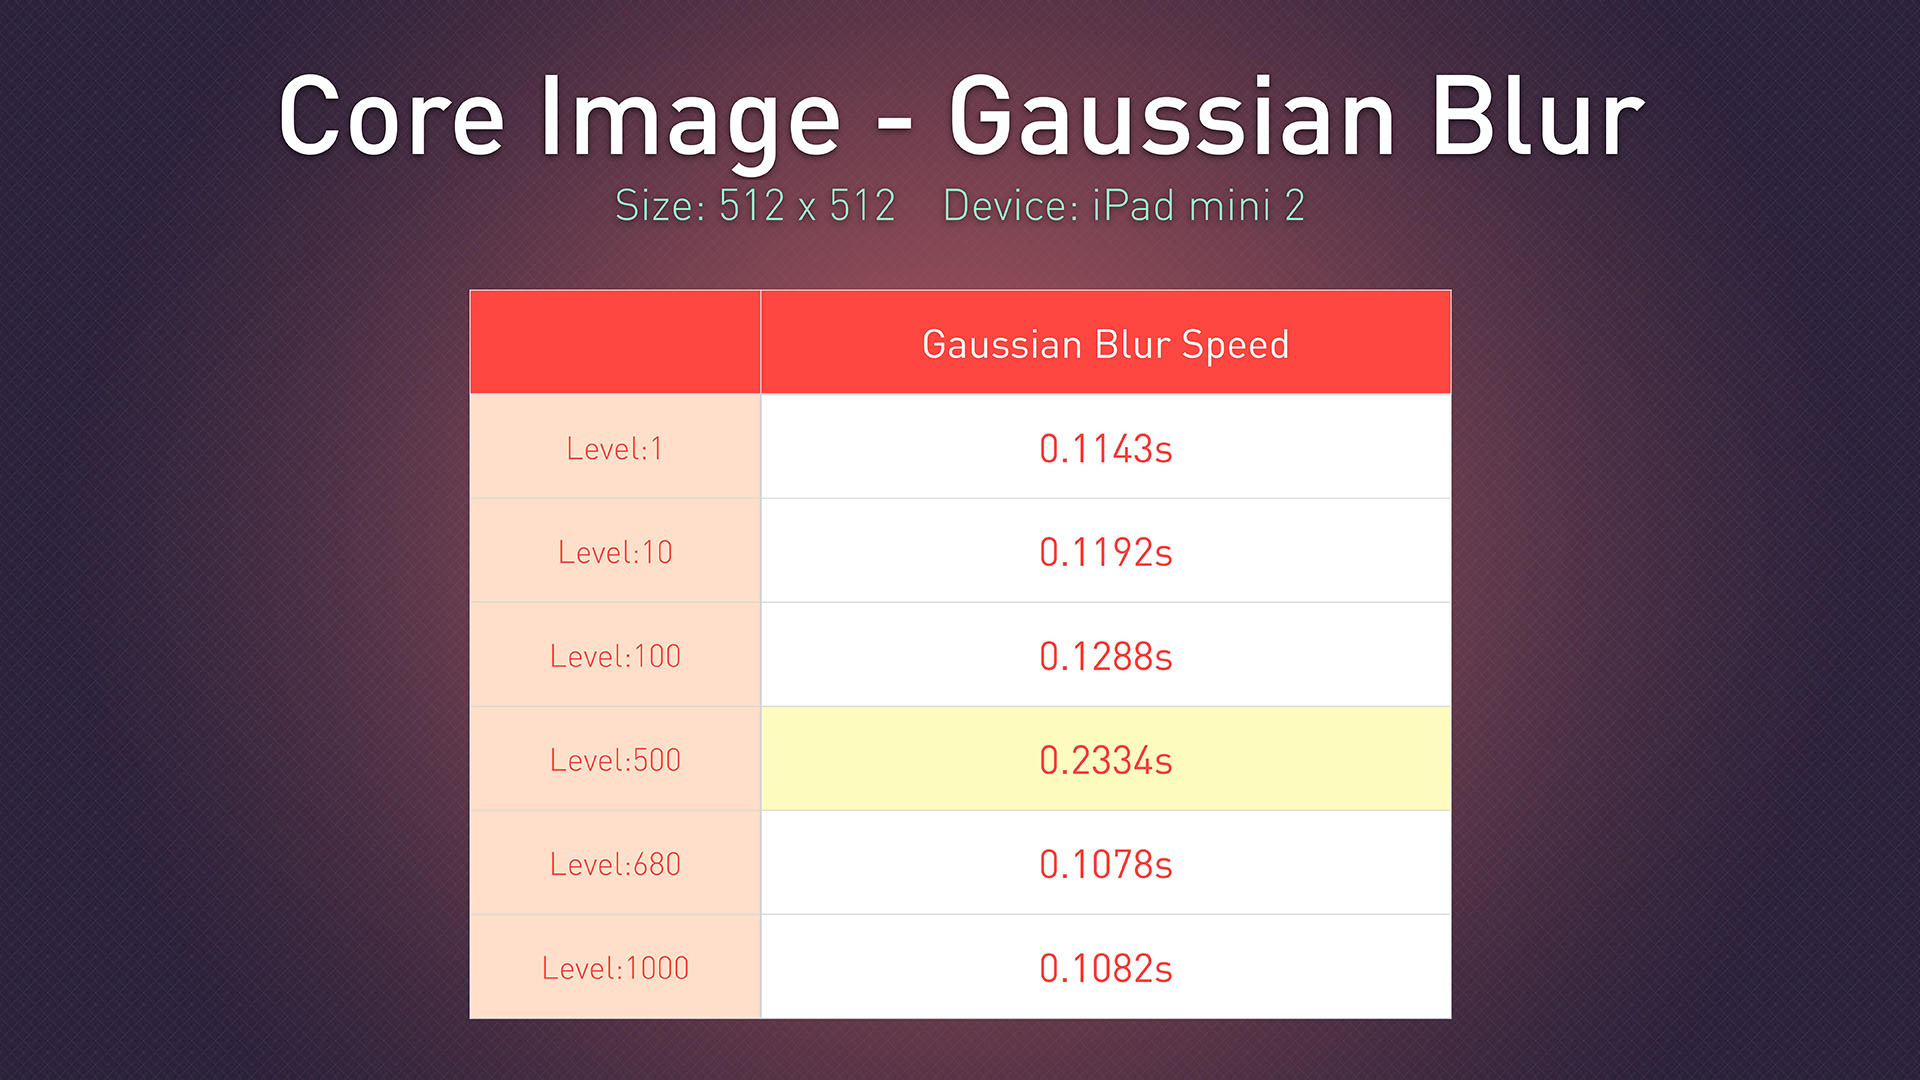 Core Image - Gaussian Blur
Size: 512 x 512 Device: iPad mini 2
Gaussian Blur Speed
Level:1 0.1143s
Level:10 0.1192s
Level:100 0.1288s
Level:500 0.2334s
Level:680 0.1078s
Level:1000 0.1082s